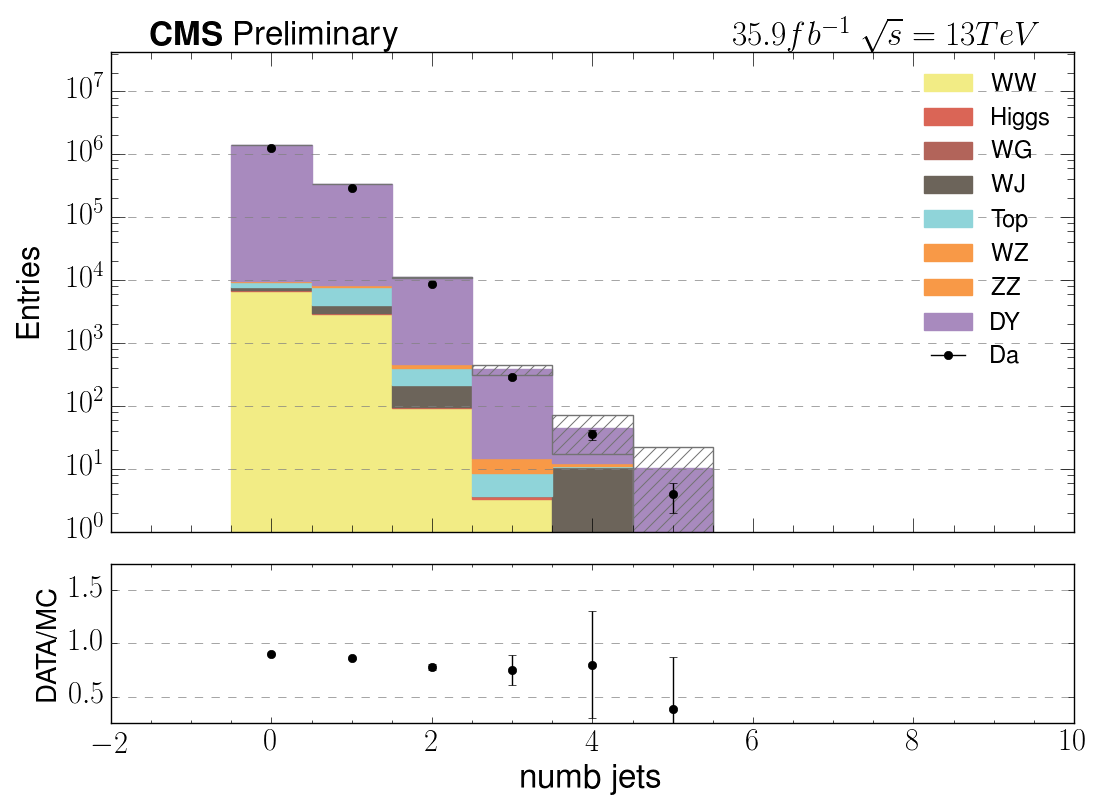 CMS Preliminary 35.9fb⁻¹ √s = 13TeV
10⁷
10⁶
10⁵
10⁴
10³
10²
10¹
10⁰
Entries
WW
Higgs
WG
WJ
Top
WZ
ZZ
DY
Da
1.5
1.0
0.5
DATA/MC
−2 0 2 4 6 8 10
numb jets